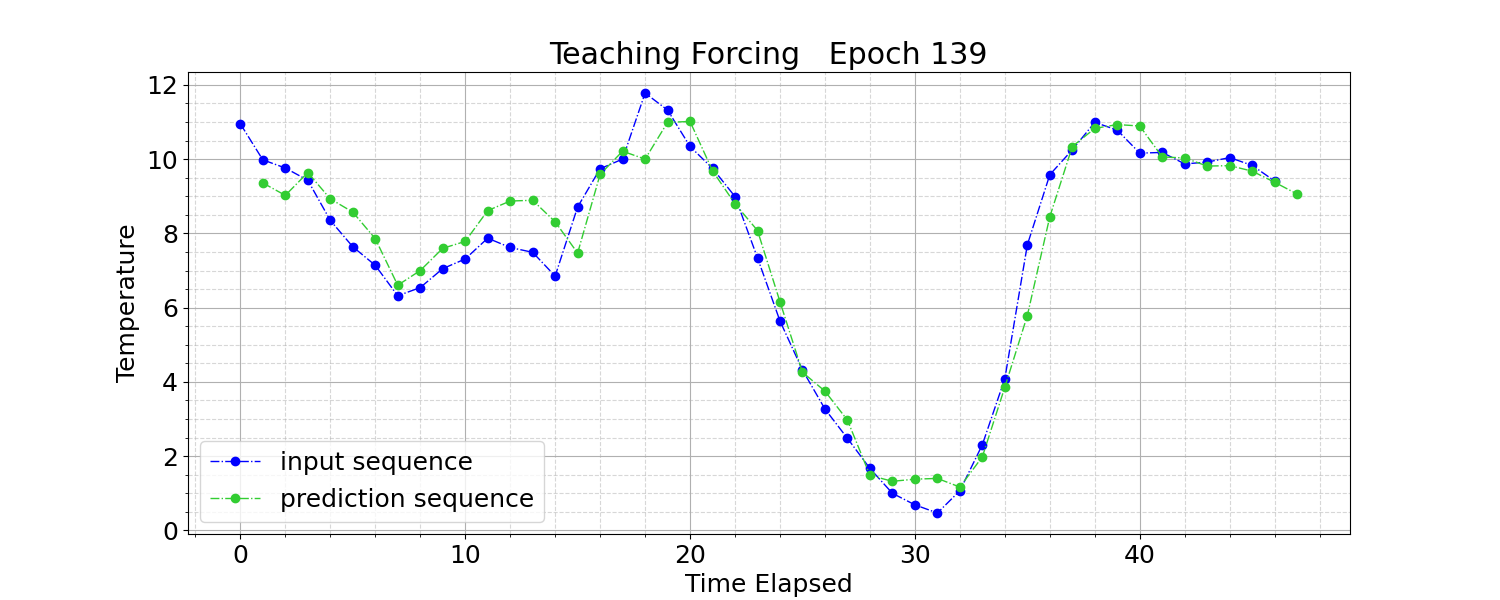 Teaching Forcing   Epoch 139
Temperature
12
10
8
6
4
2
0
input sequence
prediction sequence
0 10 20 30 40
Time Elapsed